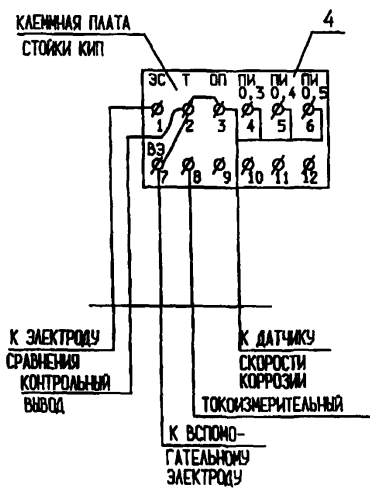 КЛЕММНАЯ ПЛАТА
СТОЙКИ КИП
4
ЭС Т ОП ПИ ПИ ПИ
0,3 0,4 0,5
1 2 3 4 5 6
ВЭ
7 8 9 10 11 12
К ЭЛЕКТРОДУ
СРАВНЕНИЯ
КОНТРОЛЬНЫЙ
ВЫВОД
К ДАТЧИКУ
СКОРОСТИ
КОРРОЗИИ
ТОКОИЗМЕРИТЕЛЬНЫЙ
К ВСПОМО-
ГАТЕЛЬНОМУ
ЭЛЕКТРОДУ